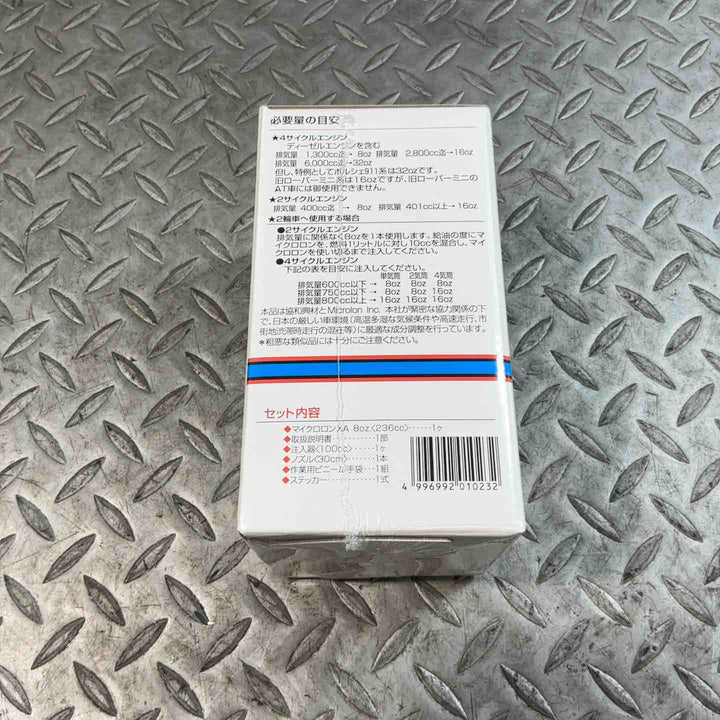 必要量の目安
★4サイクルエンジン
ディーゼルエンジンを含む
排気量 1,300cc迄 → 8oz 排気量 2,800cc迄→16oz
排気量 6,000cc迄→32oz
但し、特例としてポルシェ911系は32ozです。
旧ローバーミニ系は16ozですが、旧ローバーミニの
AT車には御使用できません。
★2サイクルエンジン
排気量 400cc迄 → 8oz 排気量 401cc以上→16oz
★2輪車へ使用する場合
●2サイクルエンジン
排気量に関係なく8ozを1本使用します。給油の度にマ
イクロロンを、燃料1リットルに対し10ccを混合し、マイ
クロロンを使い切るまで注入してください。
●4サイクルエンジン
下記の表を目安に注入してください。
単気筒 2気筒 4気筒
排気量600cc以下→ 8oz 8oz 8oz
排気量750cc以下→ 8oz 8oz 16oz
排気量800cc以上→ 16oz 16oz 16oz
本品は協和興材とMicrolon Inc. 本社が緊密な協力関係の下
で、日本の厳しい車環境(高温多湿な気候条件や高速走行、市
街地渋滞時走行の混在等)に最適な成分調整を行っています。
*粗悪な類似品には十分にご注意ください。
セット内容
◆マイクロロンXA 8oz.〈236cc〉……1ヶ
◆取扱説明書………1部
◆注入器〈100cc〉……1ヶ
◆ノズル〈30cm〉……1本
◆作業用ビニール手袋…1組
◆ステッカー…………1式
4 996992 010232